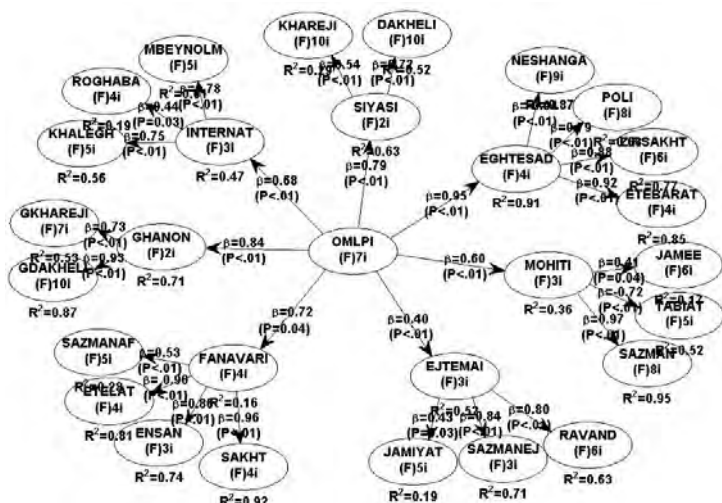 MBEYNOLM
(F)5i
ROGHABA
(F)4i
β=0.44
(P=0.03)
R²=0.19
KHALEGH
(F)5i
β=0.75
(P<.01)
R²=0.56
INTERNAT
(F)3i
R²=0.47
β=0.68
(P<.01)
KHAREJI
(F)10i
DAKHELI
(F)10i
R²=0.52
SIYASI
(F)2i
R²=0.63
β=0.79
(P<.01)
NESHANGA
(F)9i
POLI
(F)8i
(F)6i
ETEBARAT
(F)4i
β=0.92
(P<.01)
R²=0.77
R²=0.85
EGHTESAD
(F)4i
R²=0.91
β=0.95
(P<.01)
GKHAREJI
(F)7i
β=0.73
(P<.01)
R²=0.53
β=0.93
(P<.01)
GDAKHELI
(F)10i
R²=0.87
GHANON
(F)2i
R²=0.71
β=0.84
(P<.01)
OMLPI
(F)7i
β=0.60
(P<.01)
MOHITI
(F)3i
R²=0.36
β=0.41
(P=0.04)
JAMEE
(F)6i
β=-0.72
(P<.01)
TABIAT
(F)5i
R²=0.52
β=0.97
(P<.01)
SAZMAN
(F)8i
R²=0.95
β=0.72
(P=0.04)
β=0.40
(P<.01)
SAZMANAF
(F)5i
β=0.53
(P<.01)
FANAVARI
(F)4i
R²=0.16
(F)4i
R²=0.81
(P<.01)
ENSAN
(F)3i
R²=0.74
β=0.96
(P<.01)
SAKHT
(F)4i
R²=0.92
EJTEMAI
(F)3i
β=0.43
(P=.03)
β=0.84
(P<.01)
β=0.80
JAMIYAT
(F)5i
R²=0.19
SAZMANEJ
(F)3i
R²=0.71
RAVAND
(F)6i
R²=0.63